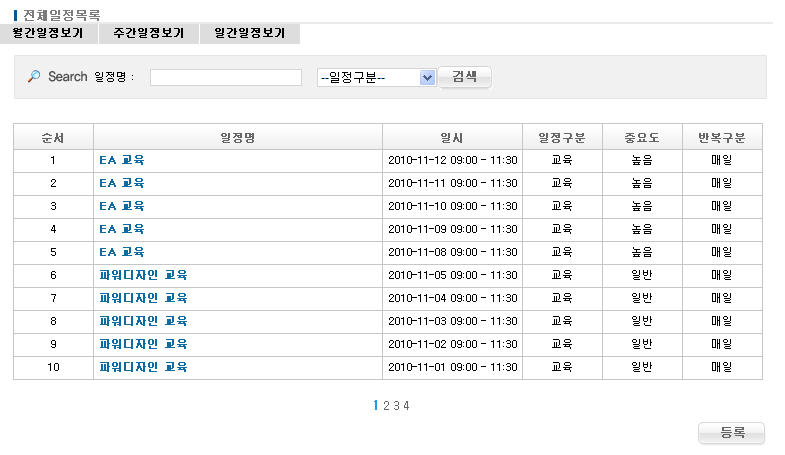 전체일정목록
월간일정보기 주간일정보기 일간일정보기
Search 일정명 : --일정구분-- 검색
순서 일정명 일시 일정구분 중요도 반복구분
1 EA 교육 2010-11-12 09:00 - 11:30 교육 높음 매일
2 EA 교육 2010-11-11 09:00 - 11:30 교육 높음 매일
3 EA 교육 2010-11-10 09:00 - 11:30 교육 높음 매일
4 EA 교육 2010-11-09 09:00 - 11:30 교육 높음 매일
5 EA 교육 2010-11-08 09:00 - 11:30 교육 높음 매일
6 파워디자인 교육 2010-11-05 09:00 - 11:30 교육 일반 매일
7 파워디자인 교육 2010-11-04 09:00 - 11:30 교육 일반 매일
8 파워디자인 교육 2010-11-03 09:00 - 11:30 교육 일반 매일
9 파워디자인 교육 2010-11-02 09:00 - 11:30 교육 일반 매일
10 파워디자인 교육 2010-11-01 09:00 - 11:30 교육 일반 매일
1 2 3 4
등록